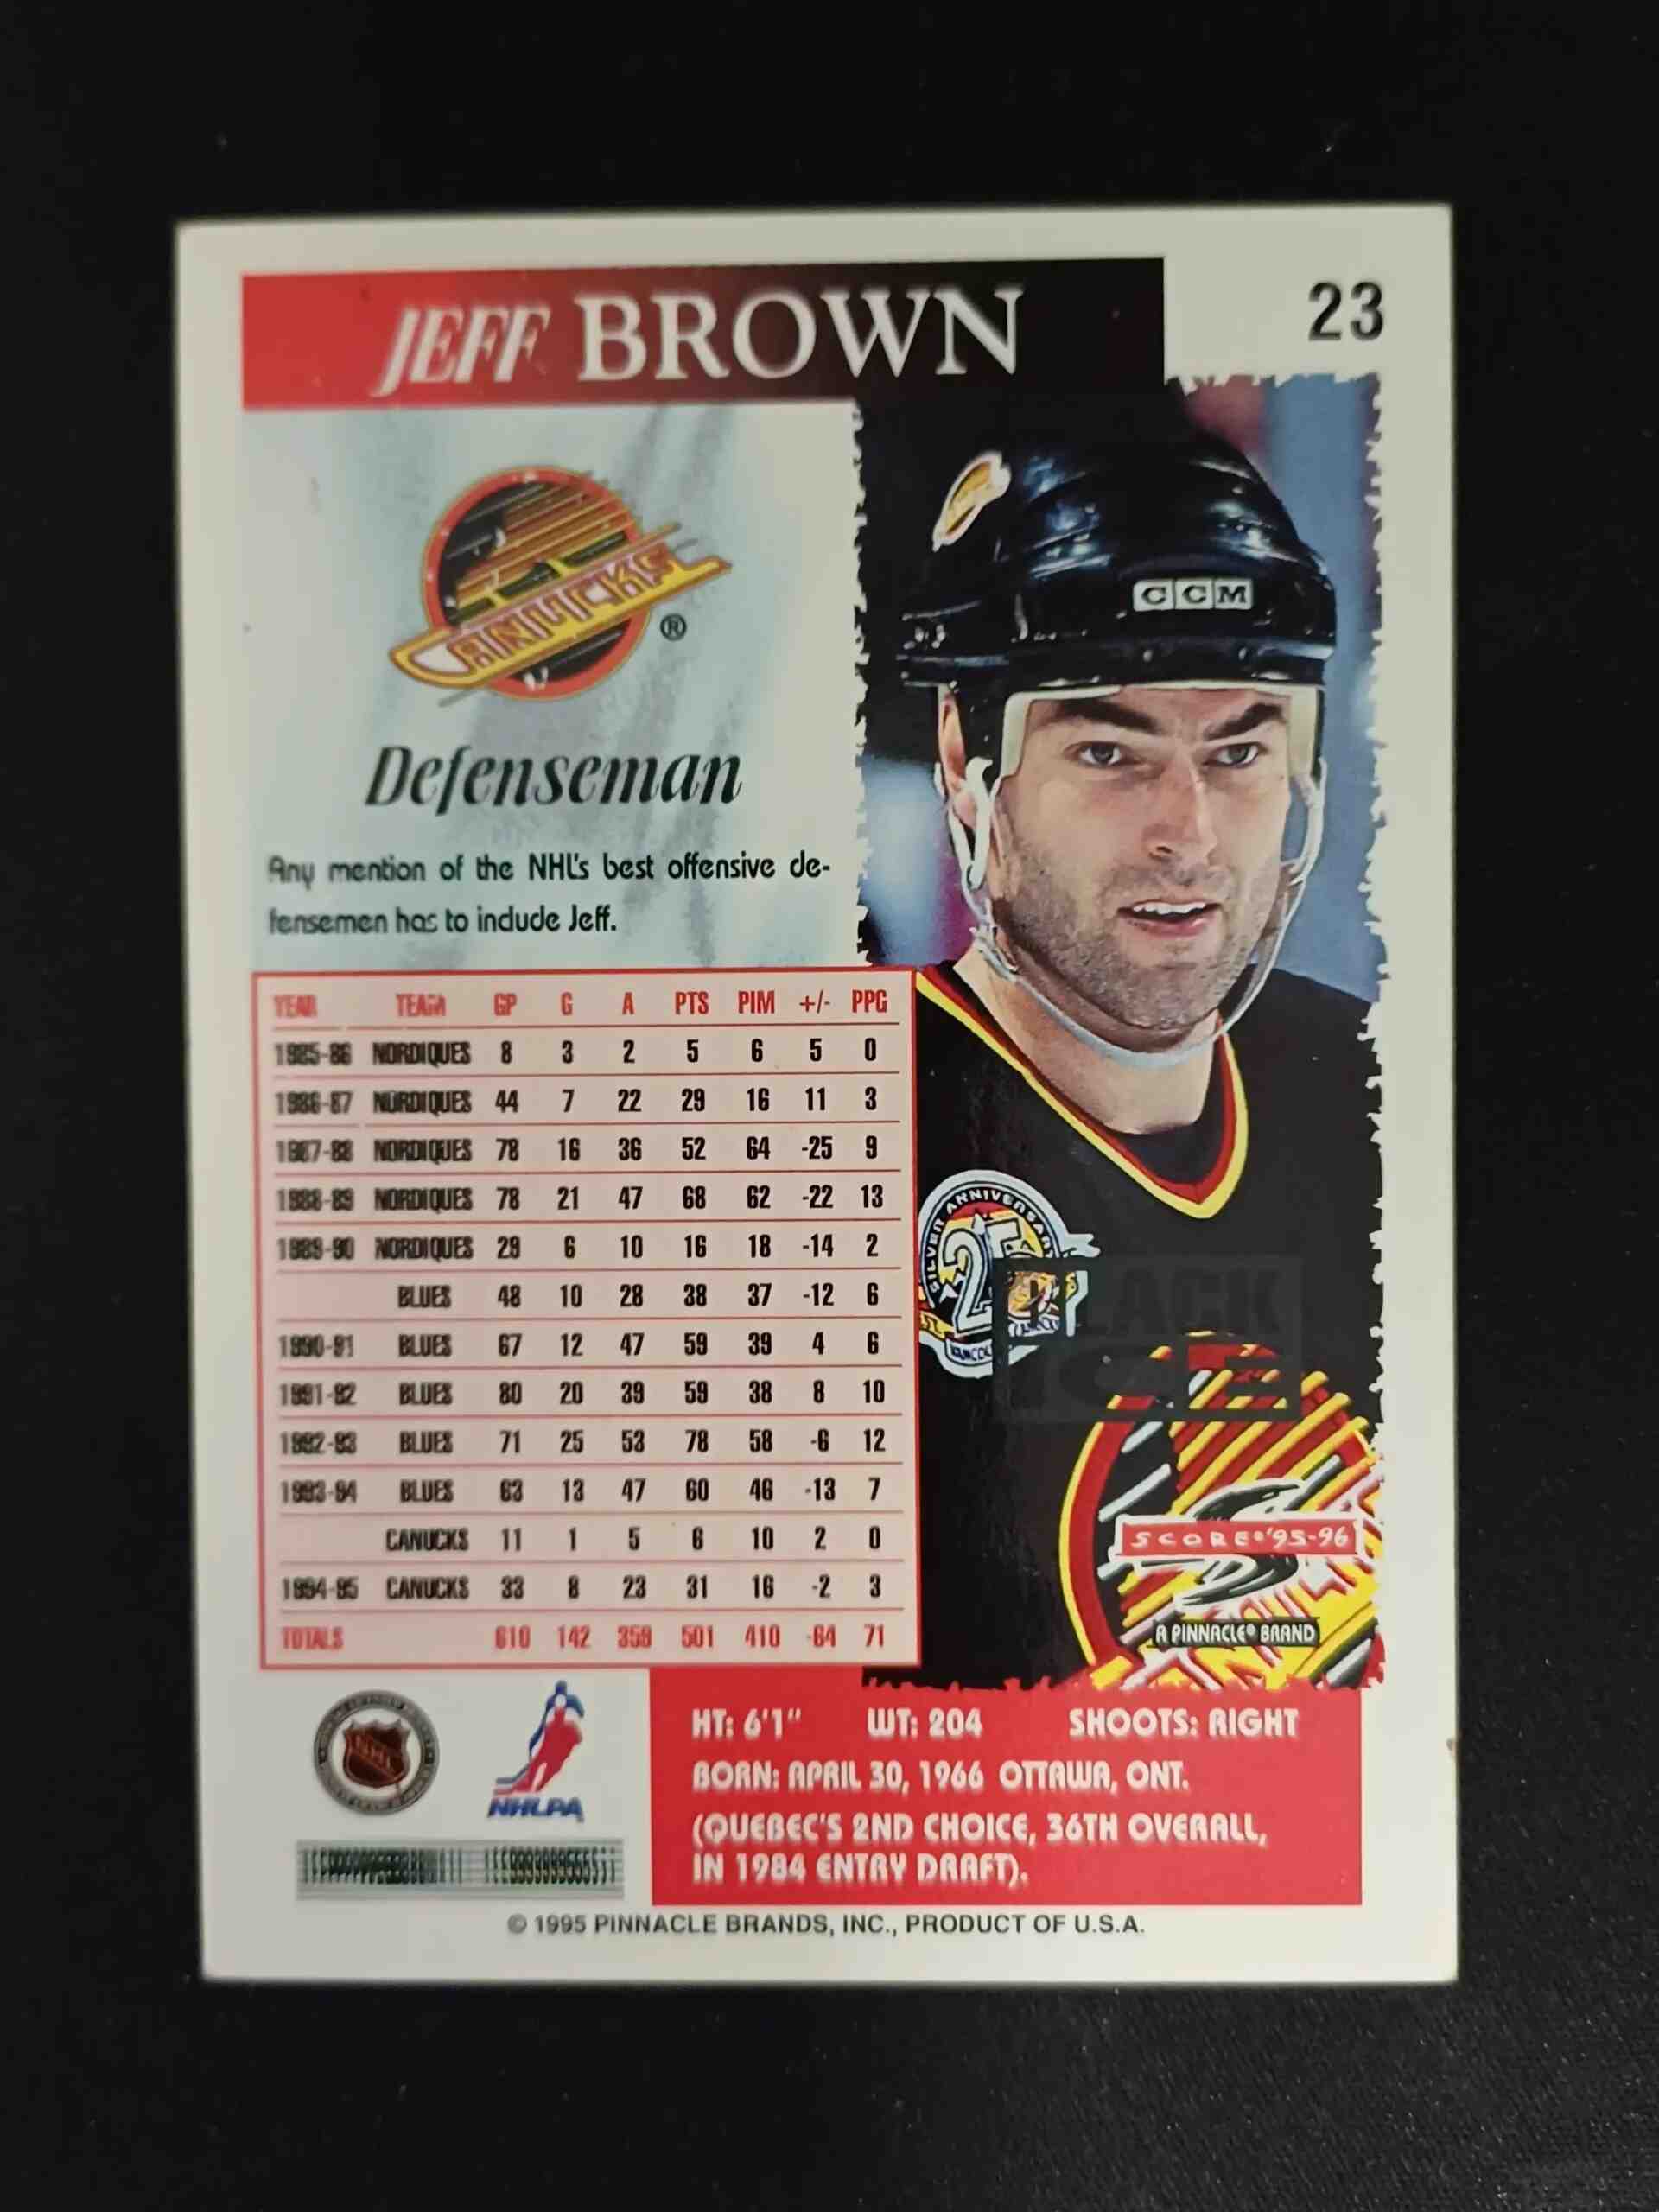 JEFF BROWN
23
CANUCKS
®
CCM
Defenseman
Any mention of the NHL's best offensive de-
fensemen has to include Jeff.
YEAR TEAM GP G A PTS PIM +/- PPG
1985-86 NORDIQUES 8 3 2 5 6 5 0
1986-87 NORDIQUES 44 7 22 29 16 11 3
1987-88 NORDIQUES 78 16 36 52 64 -25 9
1988-89 NORDIQUES 78 21 47 68 62 -22 13
1989-90 NORDIQUES 29 6 10 16 18 -14 2
BLUES 48 10 28 38 37 -12 6
1990-91 BLUES 67 12 47 59 39 4 6
1991-92 BLUES 80 20 39 59 38 8 10
1992-93 BLUES 71 25 53 78 58 -6 12
1993-94 BLUES 63 13 47 60 46 -13 7
CANUCKS 11 1 5 6 10 2 0
1994-95 CANUCKS 33 8 23 31 16 -2 3
TOTALS 610 142 359 501 410 -64 71
SILVER ANNIVERSARY
25
BLACK
ICE
SCORE®'95-96
A PINNACLE® BRAND
NHLPA
HT: 6'1" WT: 204 SHOOTS: RIGHT
BORN: APRIL 30, 1966 OTTAWA, ONT.
(QUEBEC'S 2ND CHOICE, 36TH OVERALL,
IN 1984 ENTRY DRAFT).
© 1995 PINNACLE BRANDS, INC., PRODUCT OF U.S.A.